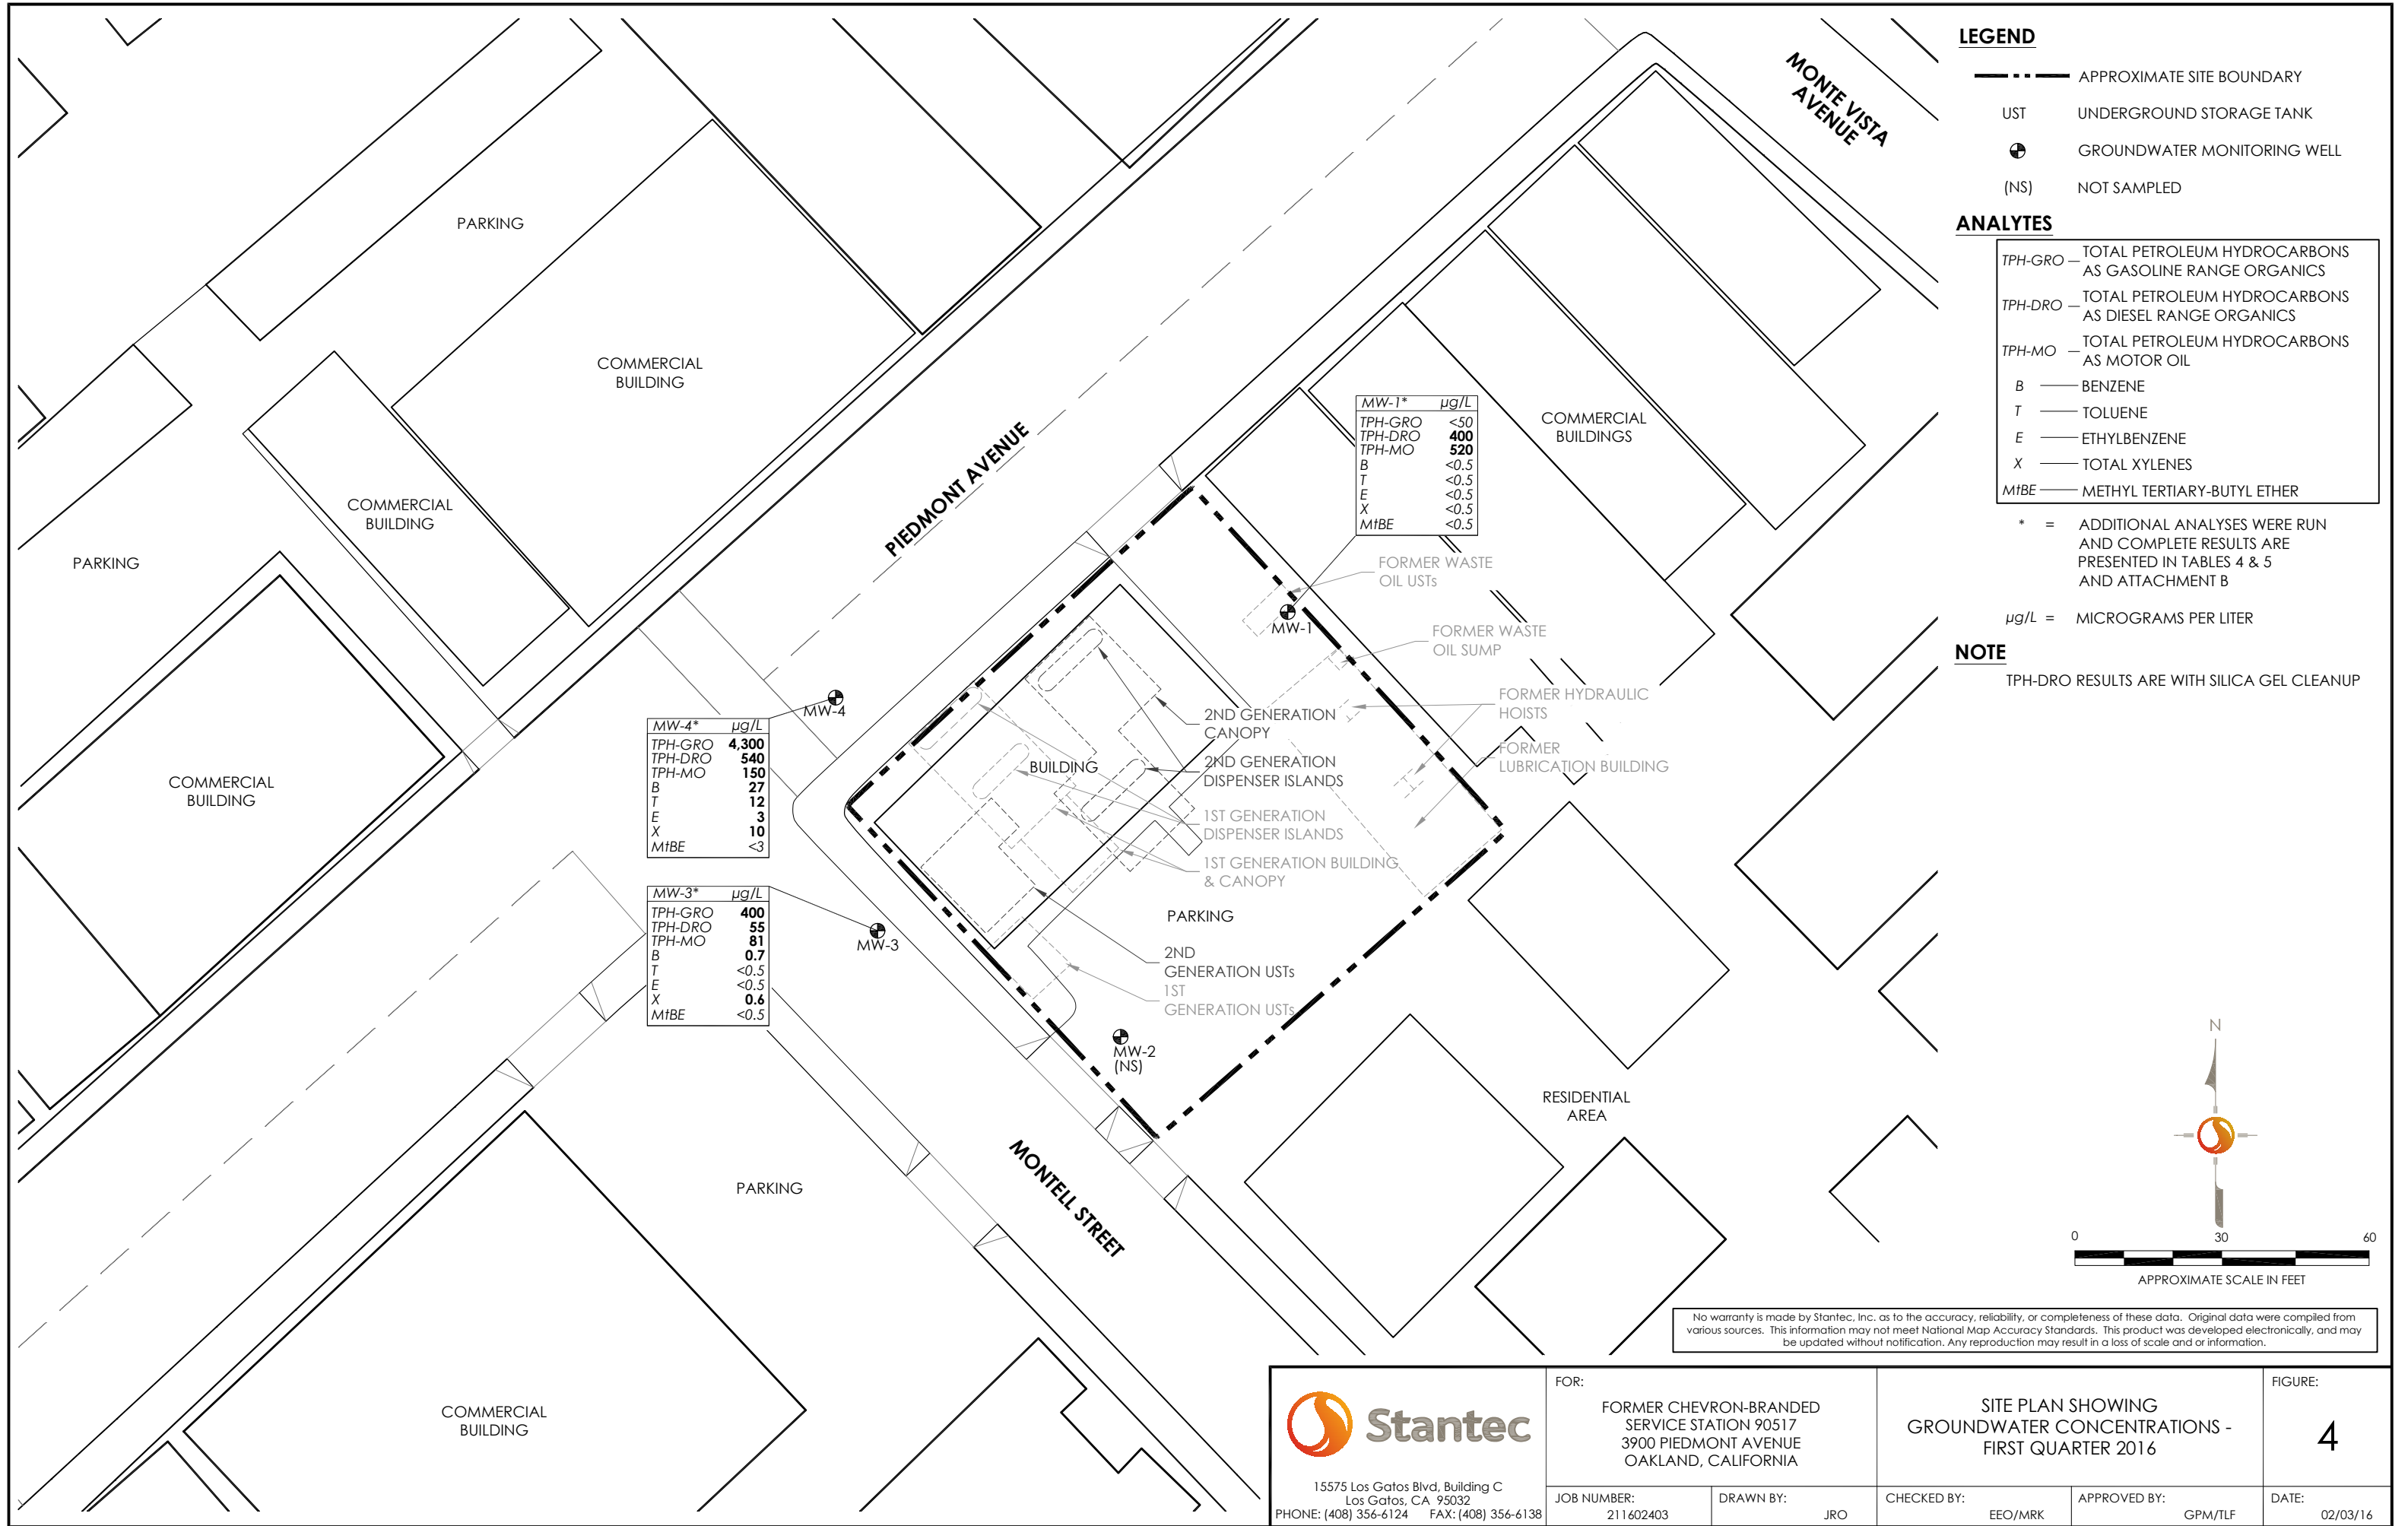 PARKING
COMMERCIAL
BUILDING
COMMERCIAL
BUILDING
PARKING
COMMERCIAL
BUILDING
PIEDMONT AVENUE
MONTE VISTA
AVENUE
COMMERCIAL
BUILDINGS
MW-1* µg/L
TPH-GRO <50
TPH-DRO 400
TPH-MO 520
B <0.5
T <0.5
E <0.5
X <0.5
MtBE <0.5
FORMER WASTE
OIL USTs
MW-1
FORMER WASTE
OIL SUMP
FORMER HYDRAULIC
HOISTS
FORMER
LUBRICATION BUILDING
MW-4
MW-4* µg/L
TPH-GRO 4,300
TPH-DRO 540
TPH-MO 150
B 27
T 12
E 3
X 10
MtBE <3
2ND GENERATION
CANOPY
BUILDING
2ND GENERATION
DISPENSER ISLANDS
1ST GENERATION
DISPENSER ISLANDS
1ST GENERATION BUILDING
& CANOPY
MW-3* µg/L
TPH-GRO 400
TPH-DRO 55
TPH-MO 81
B 0.7
T <0.5
E <0.5
X 0.6
MtBE <0.5
MW-3
PARKING
2ND
GENERATION USTs
1ST
GENERATION USTs
MW-2
(NS)
RESIDENTIAL
AREA
MONTELL STREET
PARKING
COMMERCIAL
BUILDING
LEGEND
APPROXIMATE SITE BOUNDARY
UST UNDERGROUND STORAGE TANK
GROUNDWATER MONITORING WELL
(NS) NOT SAMPLED
ANALYTES
TPH-GRO — TOTAL PETROLEUM HYDROCARBONS
AS GASOLINE RANGE ORGANICS
TPH-DRO — TOTAL PETROLEUM HYDROCARBONS
AS DIESEL RANGE ORGANICS
TPH-MO — TOTAL PETROLEUM HYDROCARBONS
AS MOTOR OIL
B — BENZENE
T — TOLUENE
E — ETHYLBENZENE
X — TOTAL XYLENES
MtBE — METHYL TERTIARY-BUTYL ETHER
* = ADDITIONAL ANALYSES WERE RUN
AND COMPLETE RESULTS ARE
PRESENTED IN TABLES 4 & 5
AND ATTACHMENT B
µg/L = MICROGRAMS PER LITER
NOTE
TPH-DRO RESULTS ARE WITH SILICA GEL CLEANUP
N
0 30 60
APPROXIMATE SCALE IN FEET
No warranty is made by Stantec, Inc. as to the accuracy, reliability, or completeness of these data. Original data were compiled from
various sources. This information may not meet National Map Accuracy Standards. This product was developed electronically, and may
be updated without notification. Any reproduction may result in a loss of scale and or information.
Stantec
15575 Los Gatos Blvd, Building C
Los Gatos, CA 95032
PHONE: (408) 356-6124 FAX: (408) 356-6138
FOR:
FORMER CHEVRON-BRANDED
SERVICE STATION 90517
3900 PIEDMONT AVENUE
OAKLAND, CALIFORNIA
SITE PLAN SHOWING
GROUNDWATER CONCENTRATIONS -
FIRST QUARTER 2016
FIGURE:
4
JOB NUMBER:
211602403
DRAWN BY:
JRO
CHECKED BY:
EEO/MRK
APPROVED BY:
GPM/TLF
DATE:
02/03/16